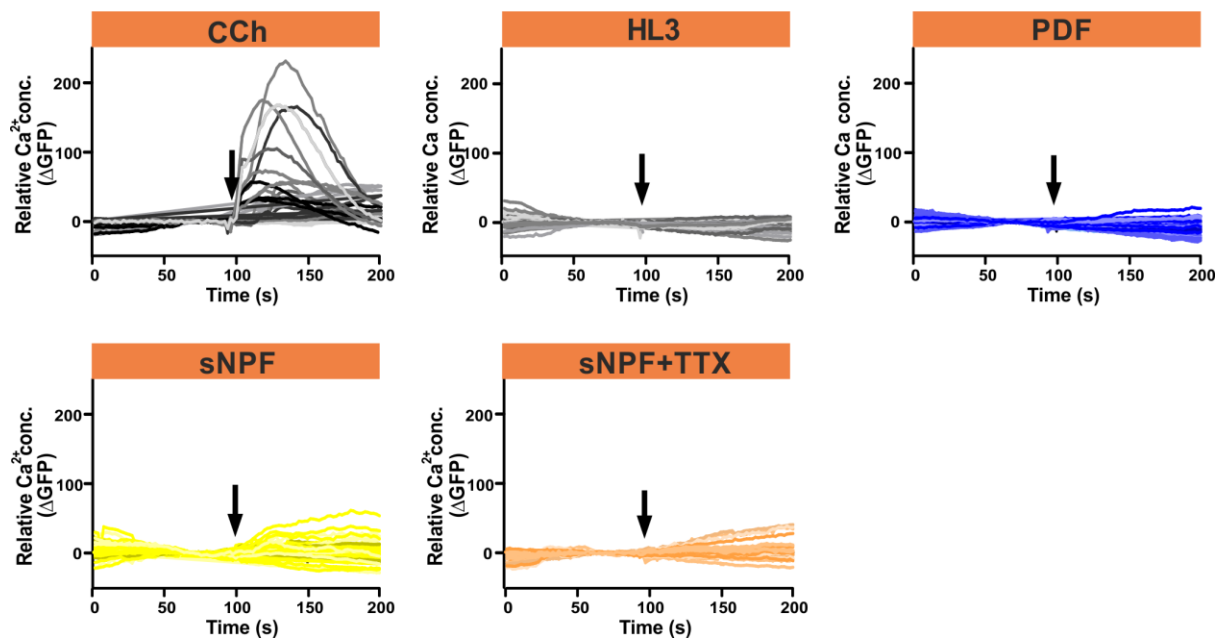 CCh
HL3
PDF
Relative Ca²⁺ conc.
(ΔGFP)
200
100
0
0 50 100 150 200
Time (s)
Relative Ca conc.
(ΔGFP)
200
100
0
0 50 100 150 200
Time (s)
Relative Ca conc.
(ΔGFP)
200
100
0
0 50 100 150 200
Time (s)
sNPF
sNPF+TTX
Relative Ca²⁺conc.
(ΔGFP)
200
100
0
0 50 100 150 200
Time (s)
Relative Ca²⁺conc.
(ΔGFP)
200
100
0
0 50 100 150 200
Time (s)